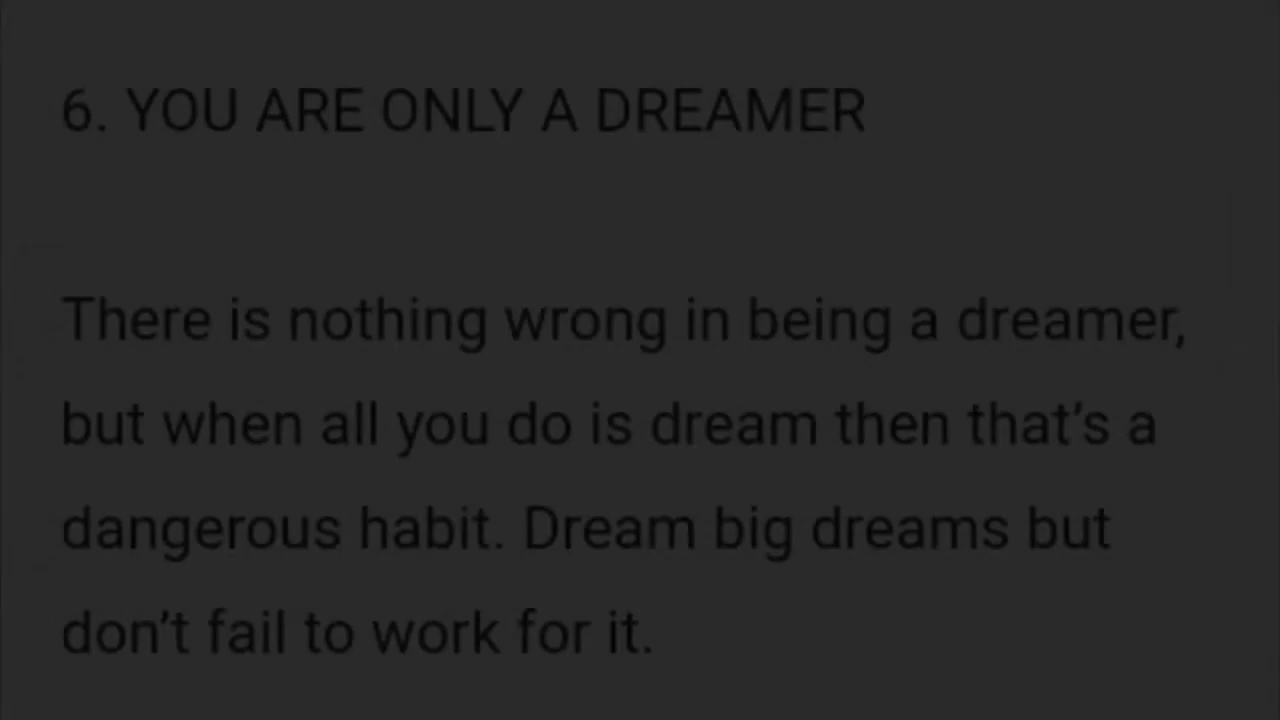 6. YOU ARE ONLY A DREAMER
There is nothing wrong in being a dreamer,
but when all you do is dream then that’s a
dangerous habit. Dream big dreams but
don’t fail to work for it.